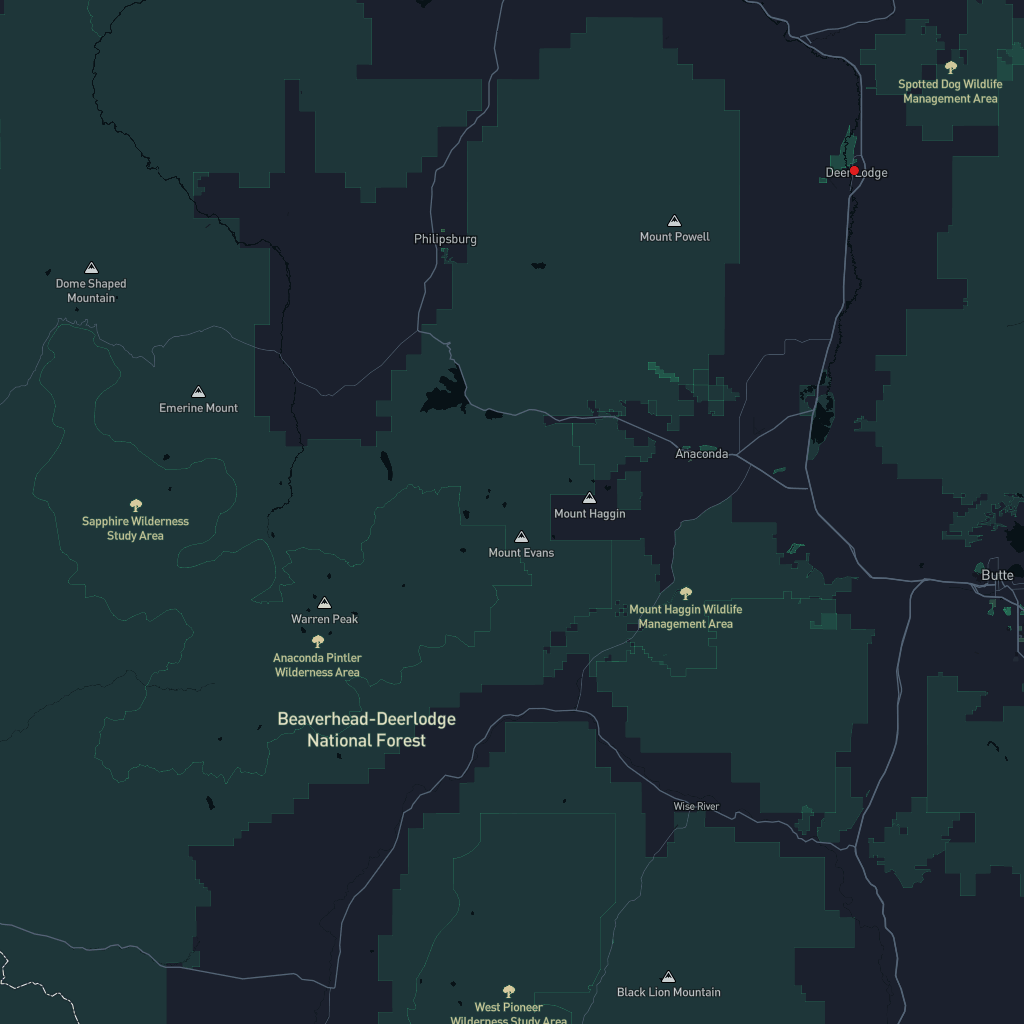 Spotted Dog Wildlife
Management Area
Deer Lodge
Philipsburg
Mount Powell
Dome Shaped
Mountain
Emerine Mount
Anaconda
Mount Haggin
Sapphire Wilderness
Study Area
Mount Evans
Butte
Mount Haggin Wildlife
Management Area
Warren Peak
Anaconda Pintler
Wilderness Area
Beaverhead-Deerlodge
National Forest
Wise River
Black Lion Mountain
West Pioneer
Wilderness Study Area